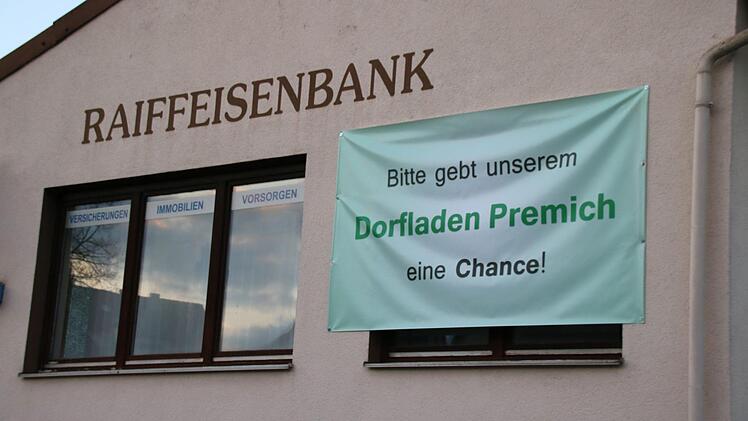 RAIFFEISENBANK
VERSICHERUNGEN
IMMOBILIEN
VORSORGEN
Bitte gebt unserem
Dorfladen Premich
eine Chance!